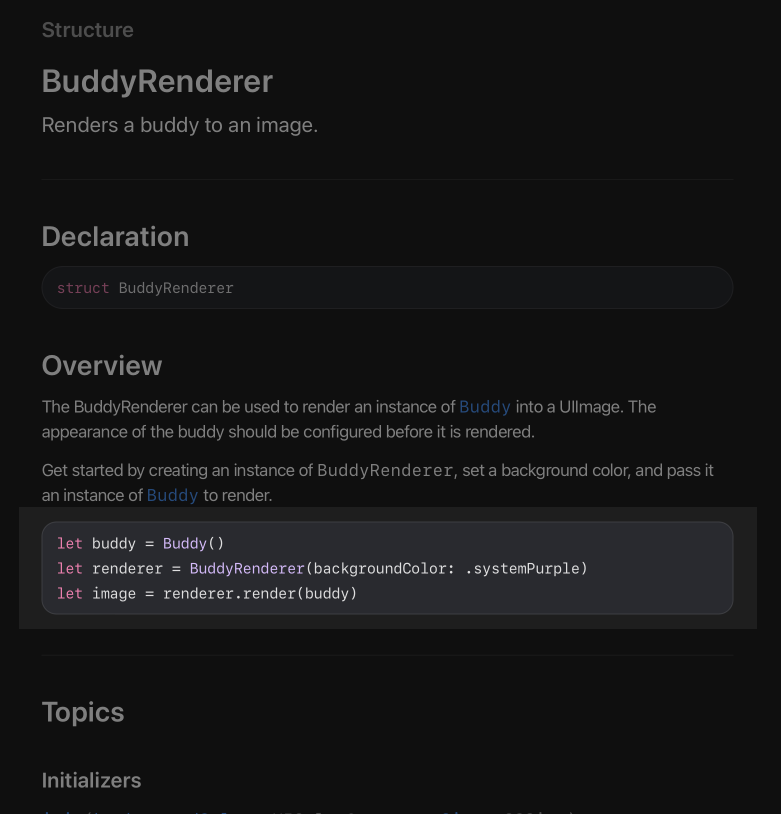 Structure
BuddyRenderer
Renders a buddy to an image.
Declaration
struct BuddyRenderer
Overview
The BuddyRenderer can be used to render an instance of Buddy into a UIImage. The
appearance of the buddy should be configured before it is rendered.
Get started by creating an instance of BuddyRenderer, set a background color, and pass it
an instance of Buddy to render.
let buddy = Buddy()
let renderer = BuddyRenderer(backgroundColor: .systemPurple)
let image = renderer.render(buddy)
Topics
Initializers